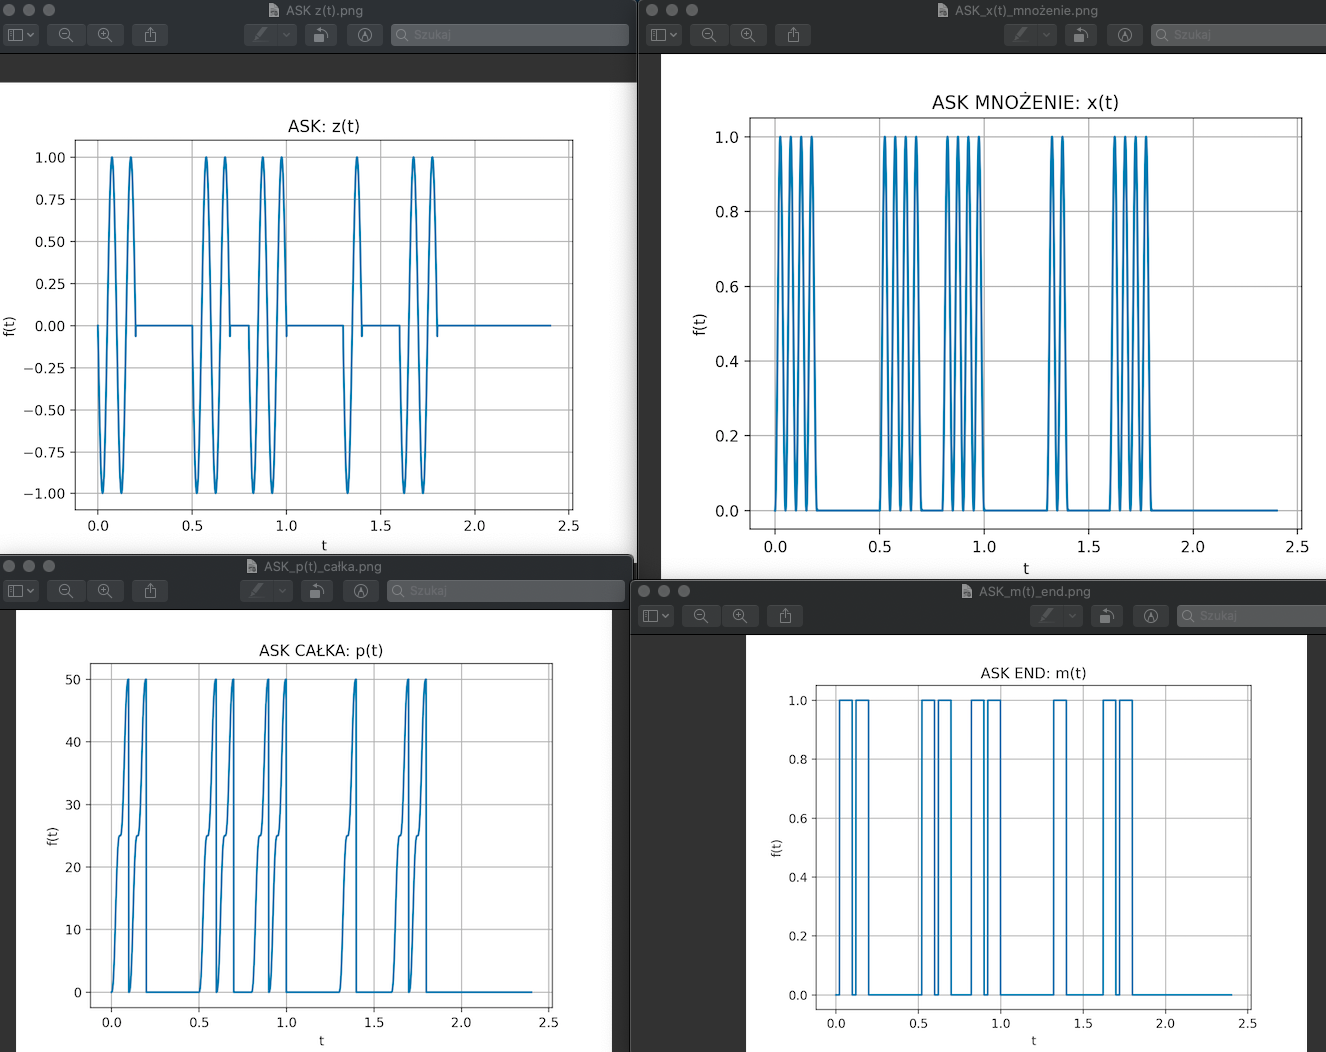 ASK z(t).png
Szukaj
ASK: z(t)
f(t)
1.00
0.75
0.50
0.25
0.00
−0.25
−0.50
−0.75
−1.00
0.0 0.5 1.0 1.5 2.0 2.5
t
ASK_x(t)_mnożenie.png
Szukaj
ASK MNOŻENIE: x(t)
f(t)
1.0
0.8
0.6
0.4
0.2
0.0
0.0 0.5 1.0 1.5 2.0 2.5
t
ASK_p(t)_całka.png
Szukaj
ASK CAŁKA: p(t)
f(t)
50
40
30
20
10
0
0.0 0.5 1.0 1.5 2.0 2.5
t
ASK_m(t)_end.png
Szukaj
ASK END: m(t)
f(t)
1.0
0.8
0.6
0.4
0.2
0.0
0.0 0.5 1.0 1.5 2.0 2.5
t